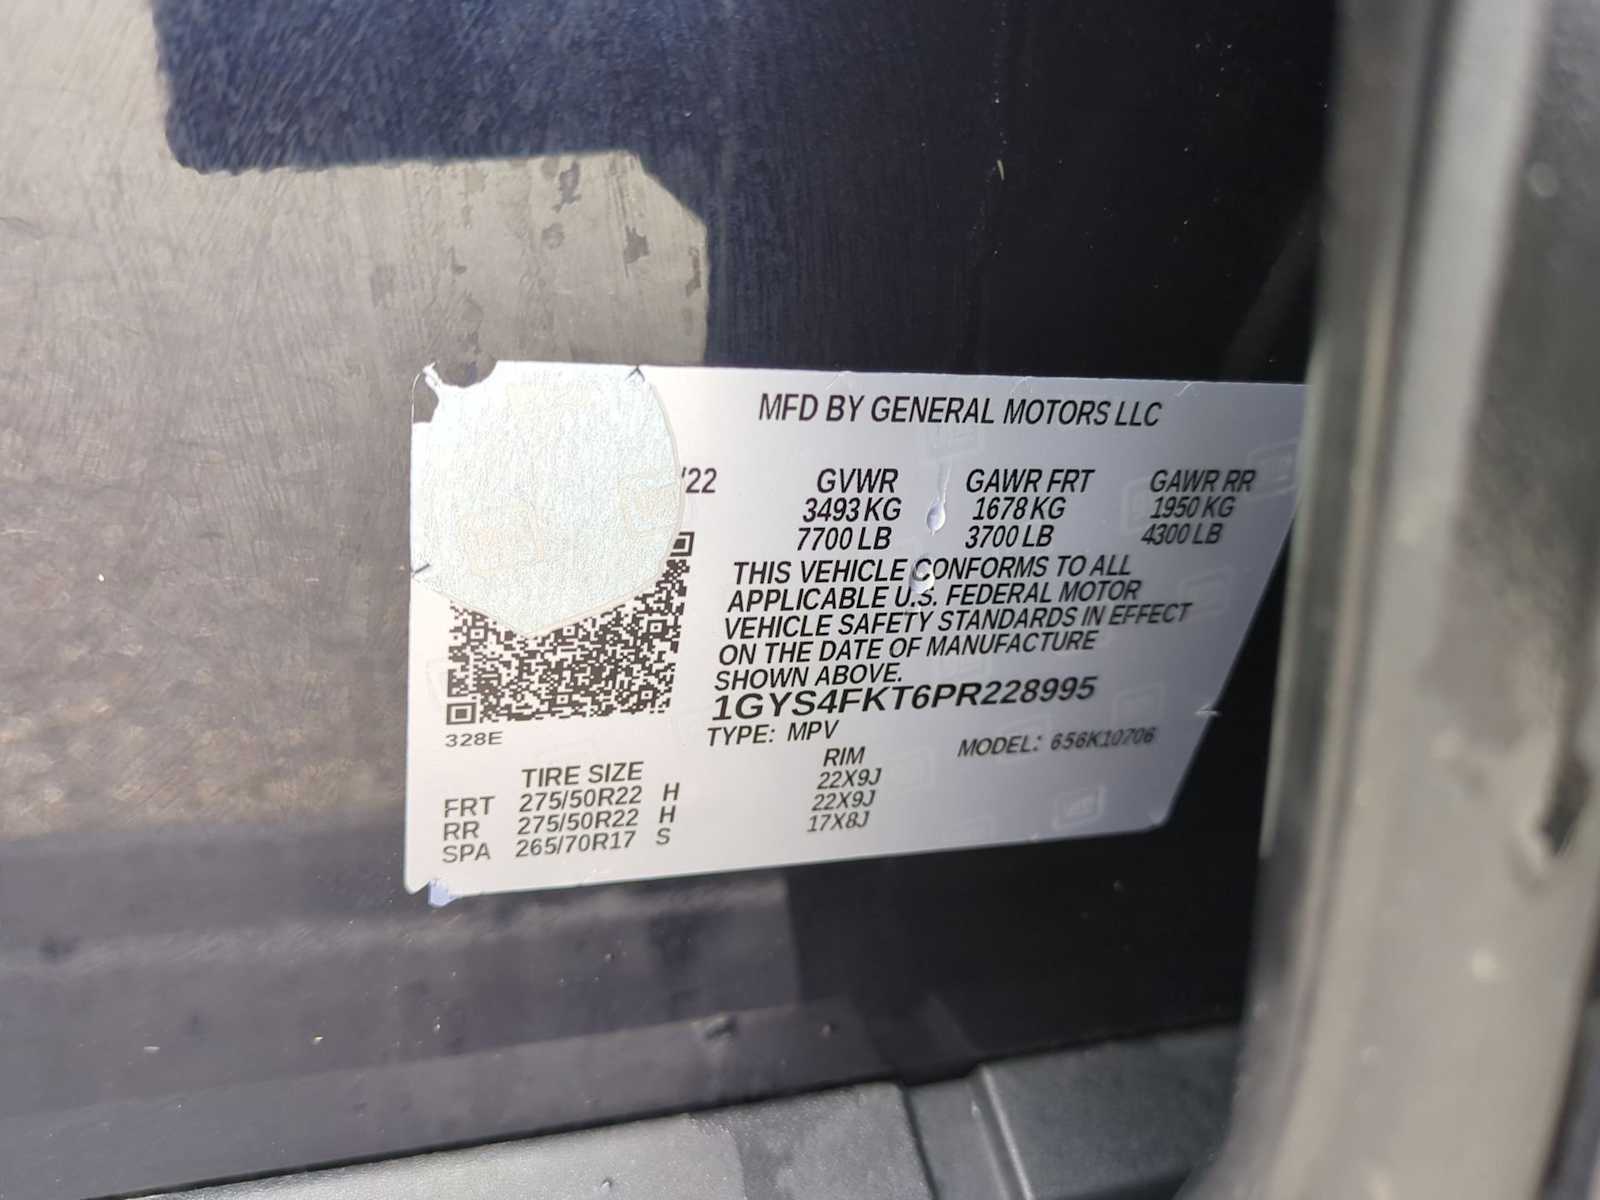 MFD BY GENERAL MOTORS LLC
/22 GVWR GAWR FRT GAWR RR
3493 KG 1678 KG 1950 KG
7700 LB 3700 LB 4300 LB
THIS VEHICLE CONFORMS TO ALL
APPLICABLE U.S. FEDERAL MOTOR
VEHICLE SAFETY STANDARDS IN EFFECT
ON THE DATE OF MANUFACTURE
SHOWN ABOVE.
1GYS4FKT6PR228995
328E
TYPE: MPV MODEL: 656K10706
TIRE SIZE RIM
FRT 275/50R22 H 22X9J
RR 275/50R22 H 22X9J
SPA 265/70R17 S 17X8J